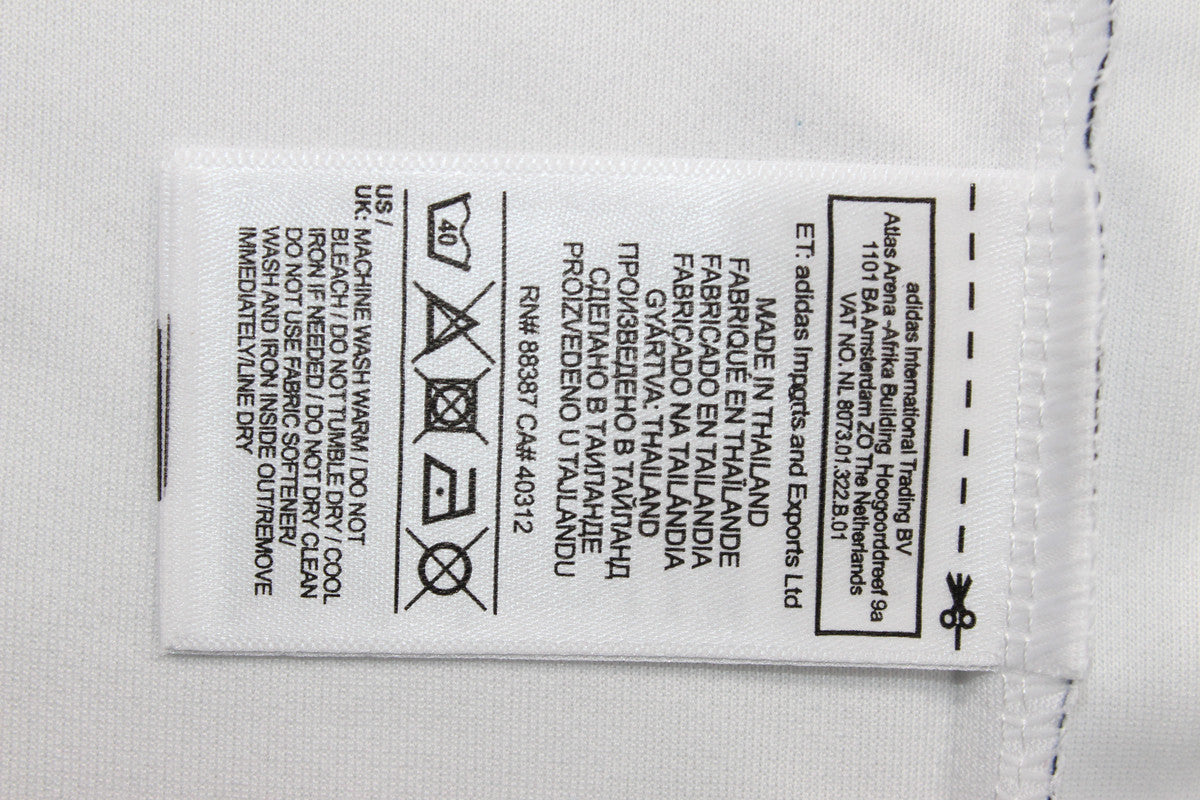 adidas International Trading BV
Atlas Arena -Afrika Building Hoogoorddreef 9a
1101 BA Amsterdam ZO The Netherlands
VAT NO. NL 8073.01.322.B.01
ET: adidas Imports and Exports Ltd
MADE IN THAILAND
FABRIQUÉ EN THAÏLANDE
FABRICADO EN TAILANDIA
FABRICADO NA TAILÁNDIA
GYÁRTVA: THAILAND
ПРОИЗВЕДЕНО В ТАЙЛАНД
СДЕЛАНО В ТАИЛАНДЕ
PROIZVEDENO U TAJLANDU
RN# 88387 CA# 40312
40
US /
UK: MACHINE WASH WARM / DO NOT
BLEACH / DO NOT TUMBLE DRY / COOL
IRON IF NEEDED / DO NOT DRY CLEAN
DO NOT USE FABRIC SOFTENER/
WASH AND IRON INSIDE OUT/REMOVE
IMMEDIATELY/LINE DRY